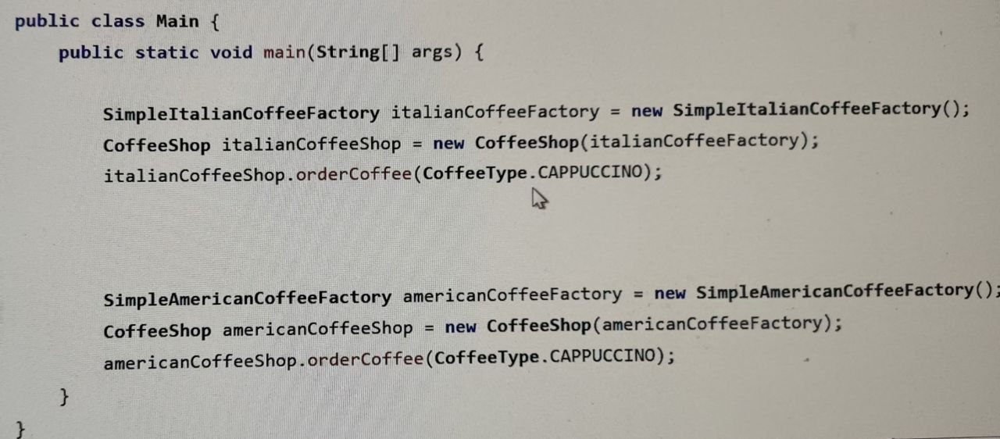 public class Main {
public static void main(String[] args) {
SimpleItalianCoffeeFactory italianCoffeeFactory = new SimpleItalianCoffeeFactory();
CoffeeShop italianCoffeeShop = new CoffeeShop(italianCoffeeFactory);
italianCoffeeShop.orderCoffee(CoffeeType.CAPPUCCINO);
SimpleAmericanCoffeeFactory americanCoffeeFactory = new SimpleAmericanCoffeeFactory();
CoffeeShop americanCoffeeShop = new CoffeeShop(americanCoffeeFactory);
americanCoffeeShop.orderCoffee(CoffeeType.CAPPUCCINO);
}
}